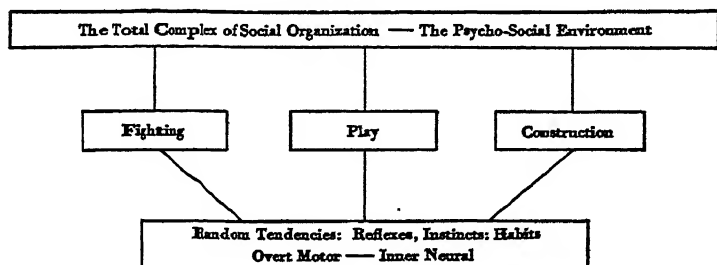 The Total Complex of Social Organization — The Psycho-Social Environment
Fighting
Play
Construction
Random Tendencies: Reflexes, Instincts: Habits
Overt Motor — Inner Neural